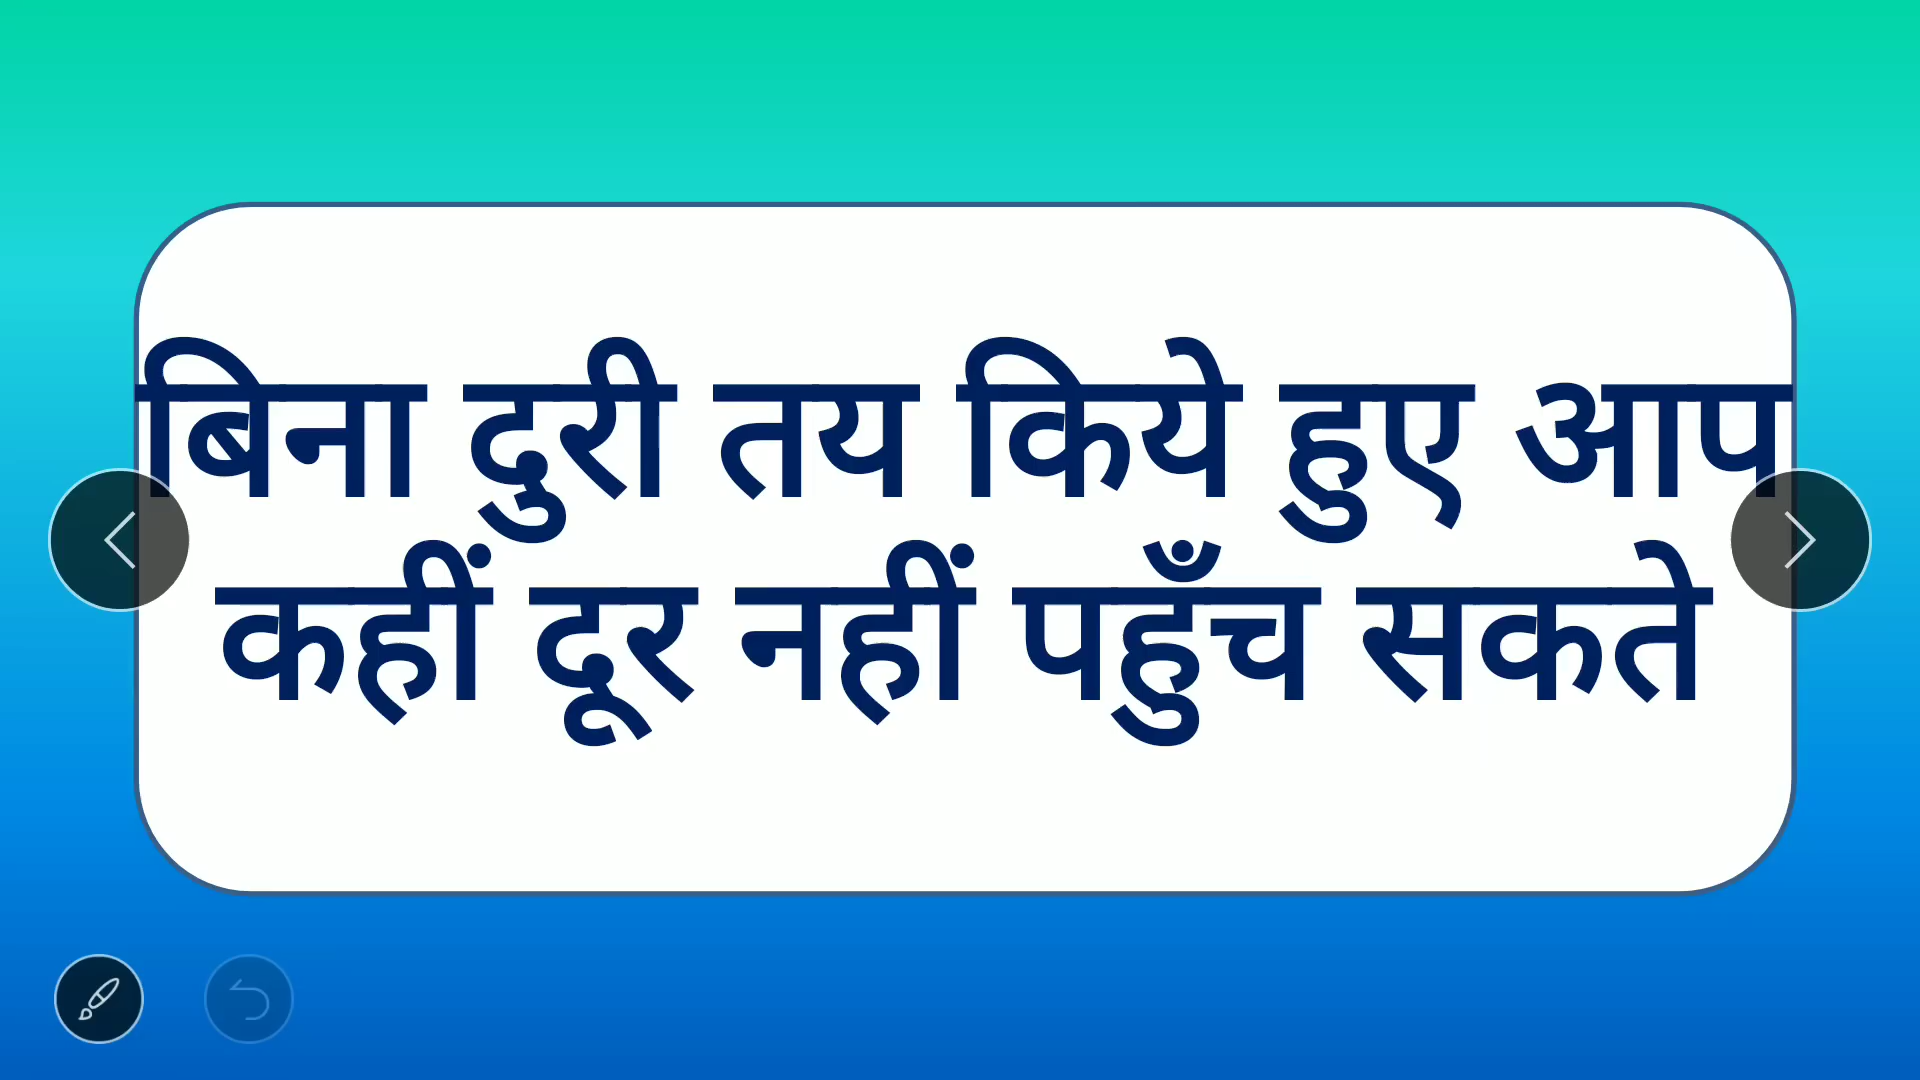 बिना दुरी तय किये हुए आप
कहीं दूर नहीं पहुँच सकते